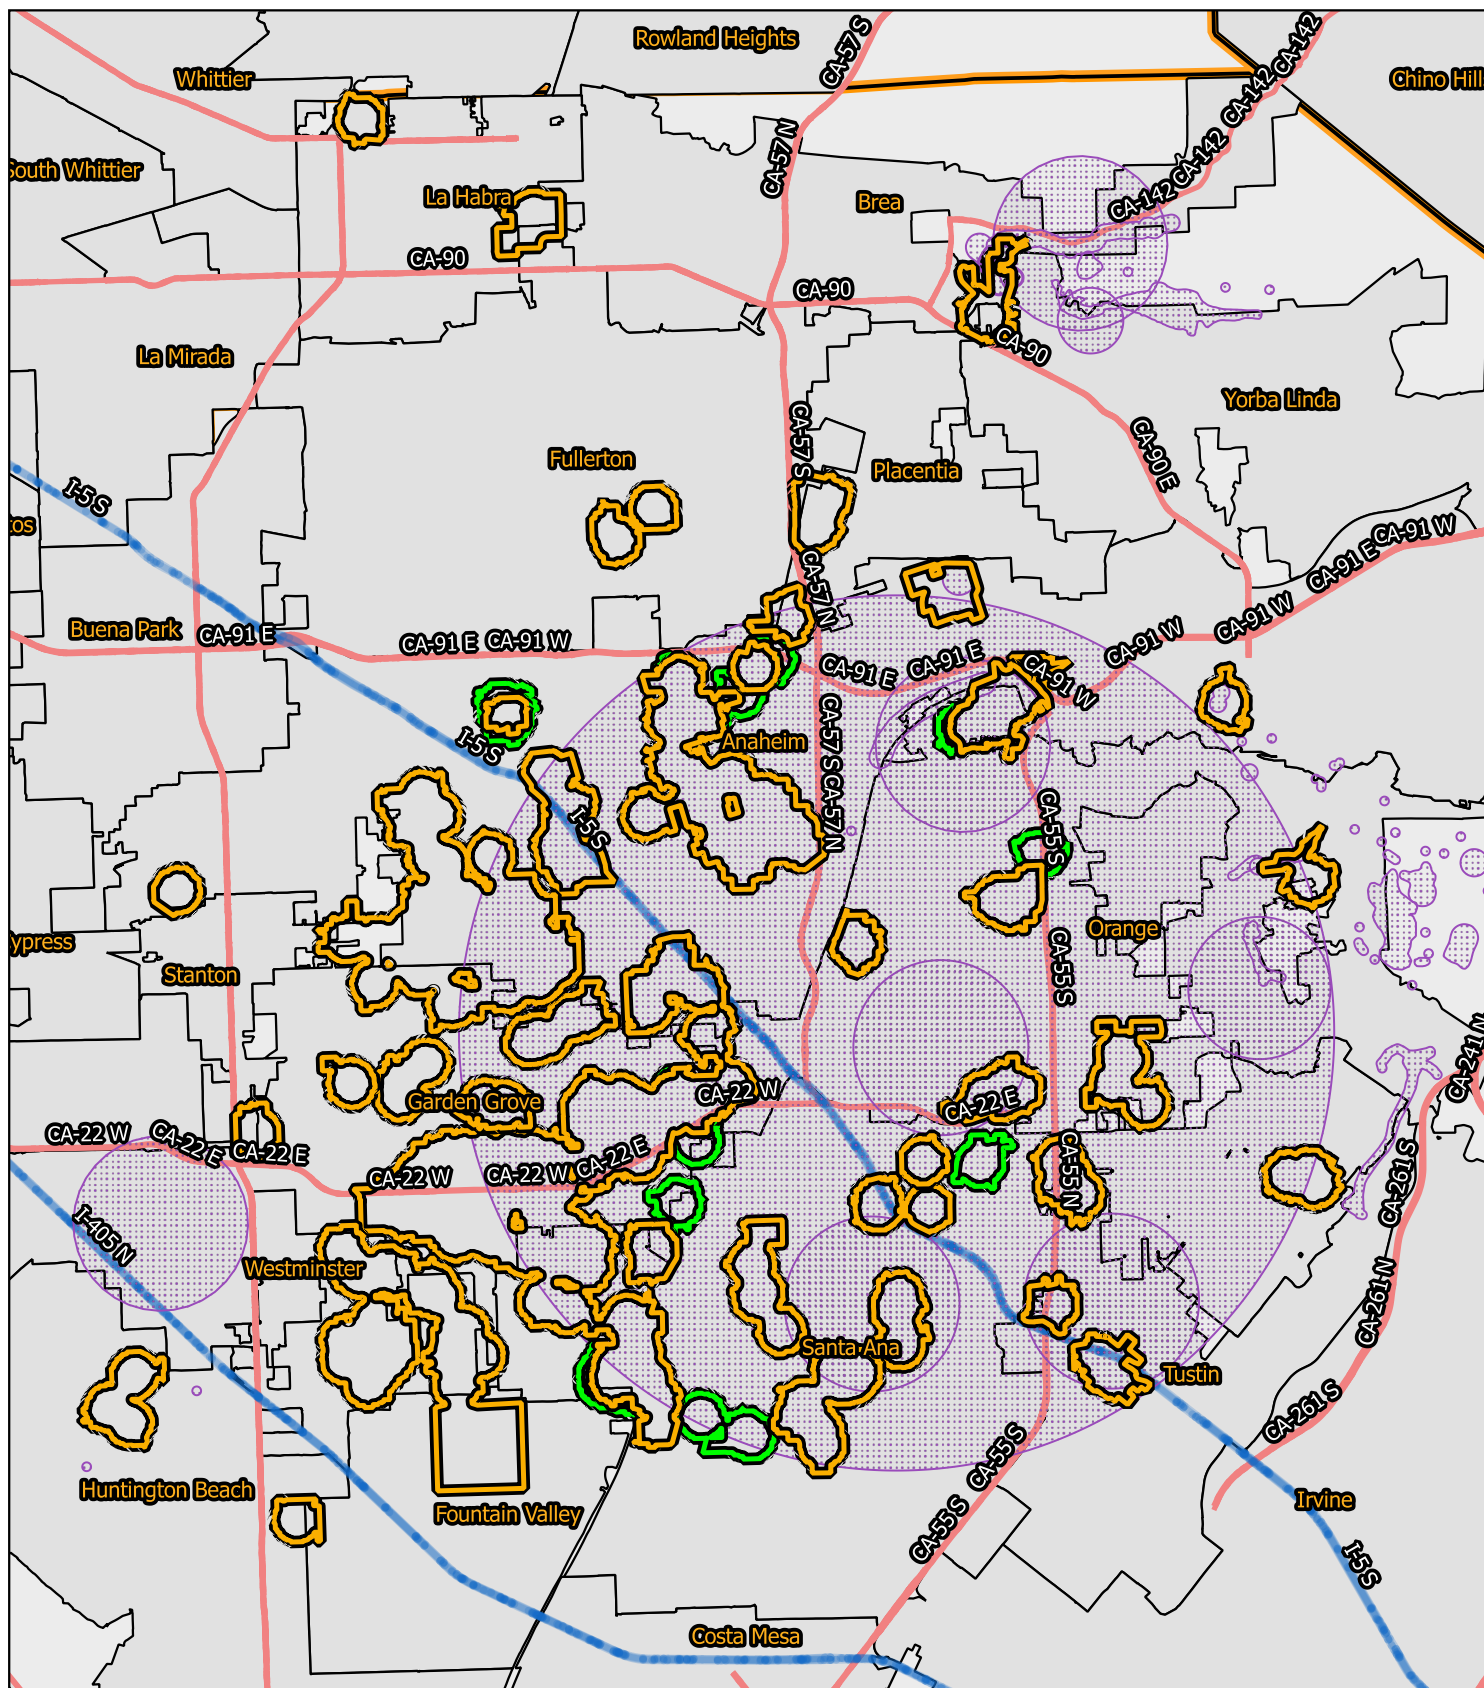 Rowland Heights
CA-57 S
CA-142
Whittier
Chino Hill
CA-142
CA-57 N
CA-142
South Whittier
CA-142
La Habra
Brea
CA-90
CA-90
CA-90
La Mirada
Yorba Linda
CA-57 S
CA-90 E
Fullerton
Placentia
I-5 S
tos
CA-91 W
CA-91 E
CA-57 N
CA-91 W
Buena Park
CA-91 E
CA-91 E
CA-91 W
CA-91 W
CA-91 E
CA-91 E
CA-91 W
I-5 S
Anaheim
CA-57 S
CA-57 N
I-5 S
CA-55 S
Orange
ypress
Stanton
CA-55 S
CA-241 N
Garden Grove
CA-22 W
CA-22 E
CA-22 W
CA-22 E
CA-22 E
CA-22 E
CA-22 W
CA-22 W
CA-55 N
CA-261 S
I-405 N
Westminster
CA-261 N
Santa Ana
Tustin
CA-261 S
CA-55 S
Huntington Beach
Fountain Valley
Irvine
CA-55 S
I-5 S
Costa Mesa